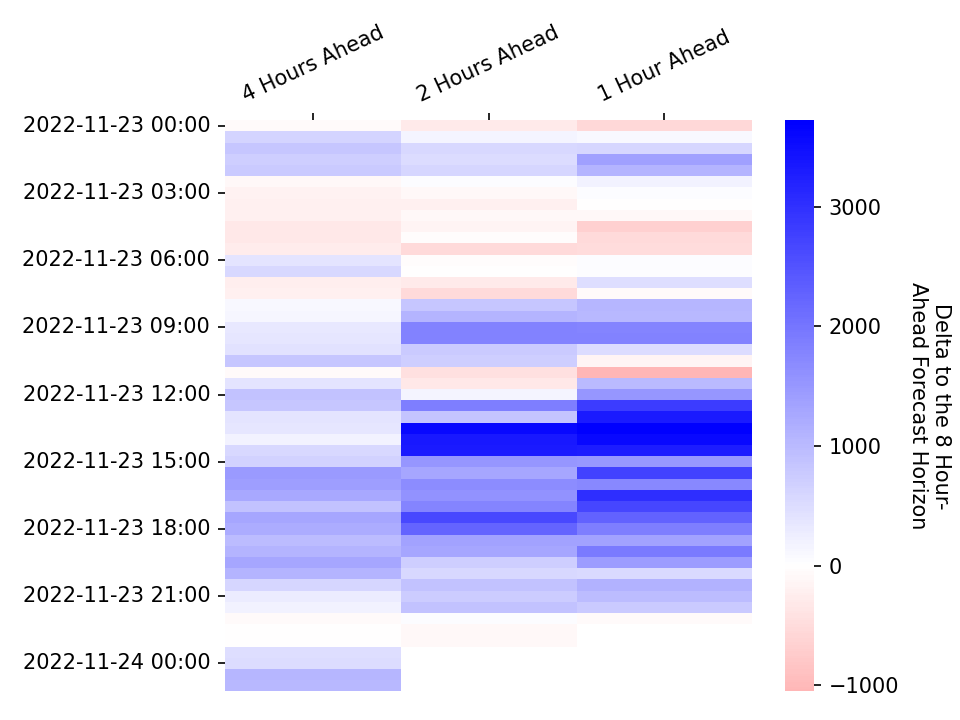 4 Hours Ahead
2 Hours Ahead
1 Hour Ahead
2022-11-23 00:00
2022-11-23 03:00
2022-11-23 06:00
2022-11-23 09:00
2022-11-23 12:00
2022-11-23 15:00
2022-11-23 18:00
2022-11-23 21:00
2022-11-24 00:00
3000
2000
1000
0
−1000
Delta to the 8 Hour-
Ahead Forecast Horizon